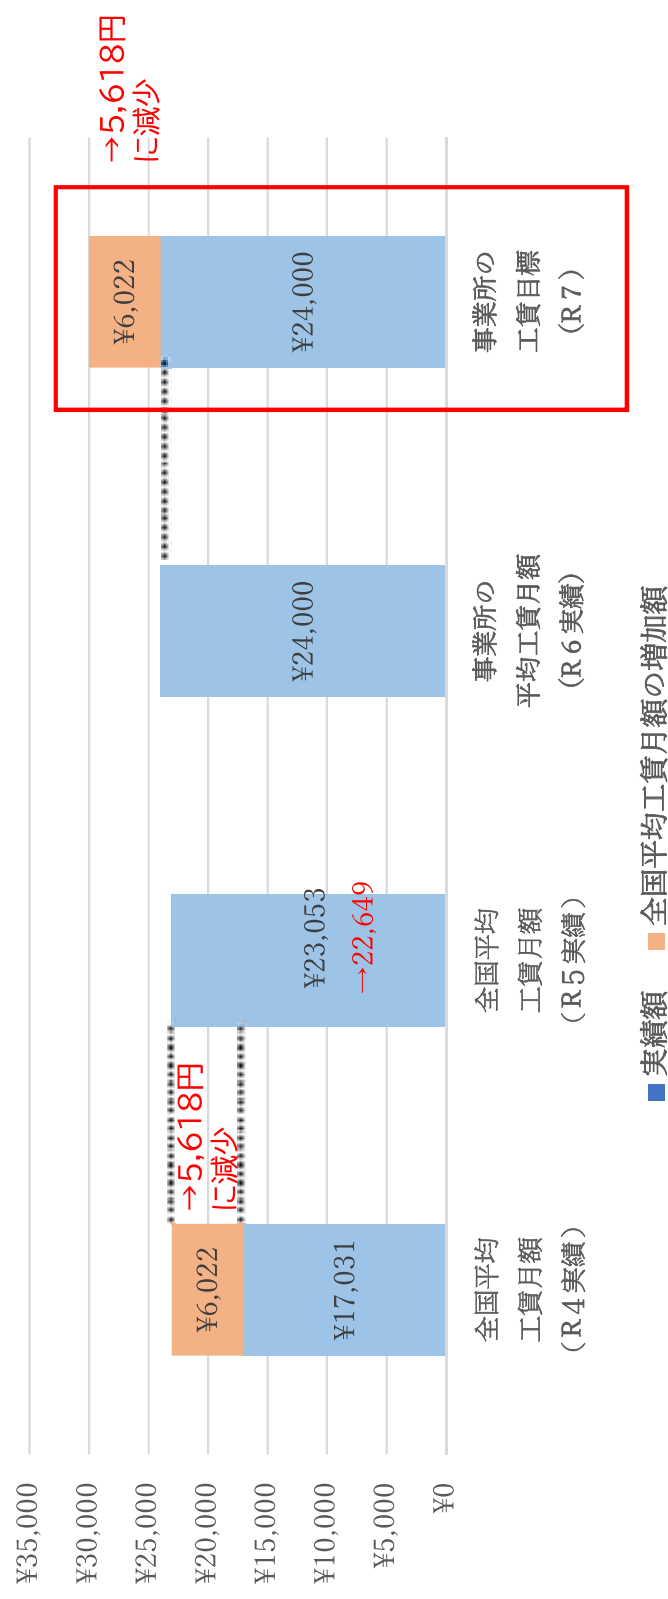 ¥35,000
¥30,000
¥25,000
¥20,000
¥15,000
¥10,000
¥5,000
¥0
¥6,022
¥17,031
→5,618円
に減少
¥23,053
→22,649
¥24,000
→5,618円
に減少
¥6,022
¥24,000
全国平均
工賃月額
（R４実績）
全国平均
工賃月額
（R５実績）
事業所の
平均工賃月額
（R６実績）
事業所の
工賃目標
（R７）
実績額
全国平均工賃月額の増加額